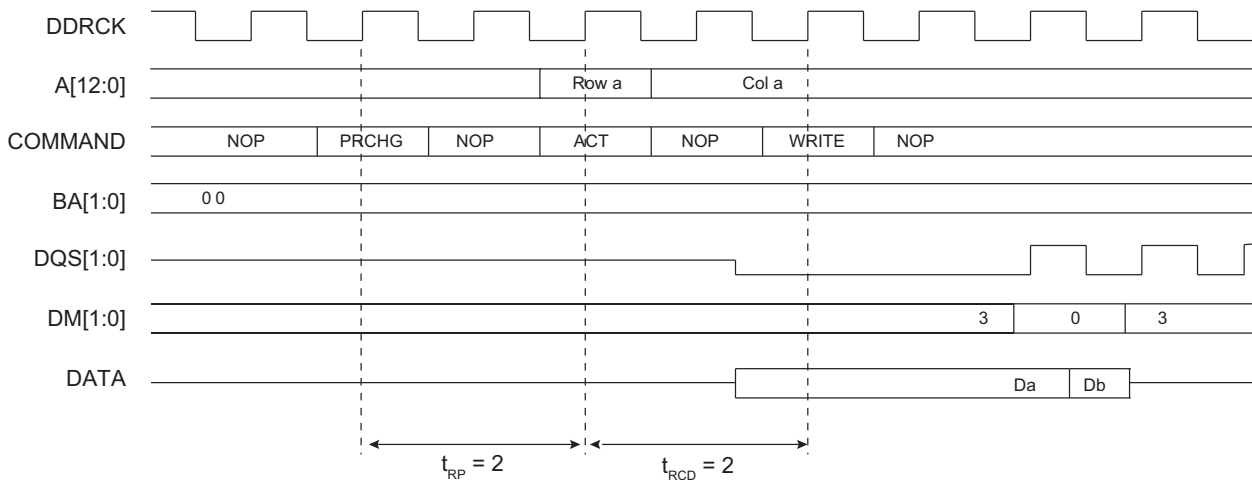 DDRCK
A[12:0] Row a Col a
COMMAND NOP PRCHG NOP ACT NOP WRITE NOP
BA[1:0] 0 0
DQS[1:0]
DM[1:0] 3 0 3
DATA Da Db
tRP = 2 tRCD = 2